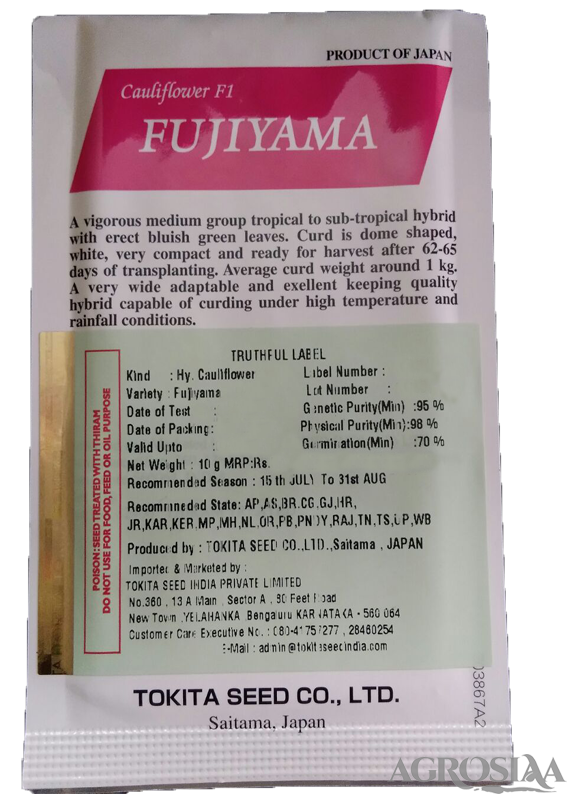 PRODUCT OF JAPAN
Cauliflower F1
FUJIYAMA
A vigorous medium group tropical to sub-tropical hybrid
with erect bluish green leaves. Curd is dome shaped,
white, very compact and ready for harvest after 62-65
days of transplanting. Average curd weight around 1 kg.
A very wide adaptable and exellent keeping quality
hybrid capable of curding under high temperature and
rainfall conditions.
TRUTHFUL LABEL
Kind : Hy. Cauliflower
Variety : Fujiyama
Date of Test :
Date of Packing:
Valid Upto :
Net Weight : 10 g MRP:Rs.
Label Number :
Lot Number :
Genetic Purity(Min) :95 %
Physical Purity(Min):98 %
Germination(Min) :70 %
Recommended Season : 15 th JULY To 31st AUG
Recommended State: AP,AS,BR,CG,GJ,HR,
JR,KAR,KER,MP,MH,NL,OR,PB,PNDY,RAJ,TN,TS,UP,WB
Produced by : TOKITA SEED CO.,LTD.,Saitama , JAPAN
Imported & Marketed by :
TOKITA SEED INDIA PRIVATE LIMITED
No.360 , 13 A Main , Sector A , 80 Feet Road
New Town ,YELAHANKA Bengaluru KARNATAKA - 560 064
Customer Care Executive No. : 28460254
E-Mail : admin@tokitaseedindia.com
POISON: SEED TREATED WITH THIRAM
DO NOT USE FOR FOOD, FEED OR OIL PURPOSE
TOKITA SEED CO., LTD.
Saitama, Japan
03867A2
AGROSIAA